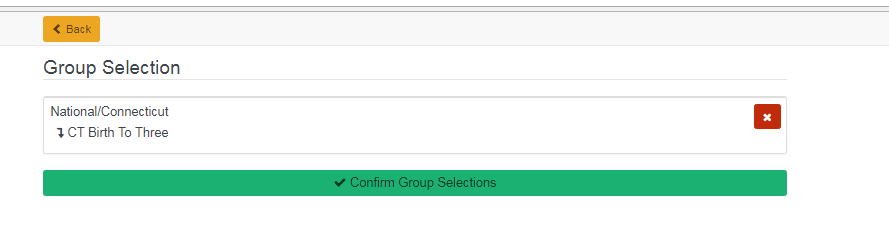 Back
Group Selection
National/Connecticut
CT Birth To Three
Confirm Group Selections